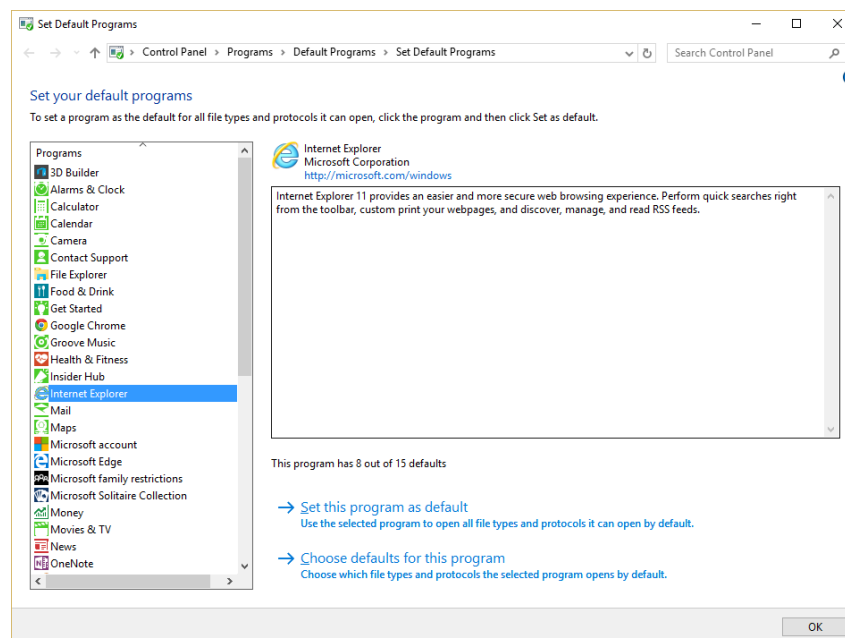 Set Default Programs
Control Panel > Programs > Default Programs > Set Default Programs
Search Control Panel
Set your default programs
To set a program as the default for all file types and protocols it can open, click the program and then click Set as default.
Programs
3D Builder
Alarms & Clock
Calculator
Calendar
Camera
Contact Support
File Explorer
Food & Drink
Get Started
Google Chrome
Groove Music
Health & Fitness
Insider Hub
Internet Explorer
Mail
Maps
Microsoft account
Microsoft Edge
Microsoft family restrictions
Microsoft Solitaire Collection
Money
Movies & TV
News
OneNote
Internet Explorer
Microsoft Corporation
http://microsoft.com/windows
Internet Explorer 11 provides an easier and more secure web browsing experience. Perform quick searches right
from the toolbar, custom print your webpages, and discover, manage, and read RSS feeds.
This program has 8 out of 15 defaults
Set this program as default
Use the selected program to open all file types and protocols it can open by default.
Choose defaults for this program
Choose which file types and protocols the selected program opens by default.
OK